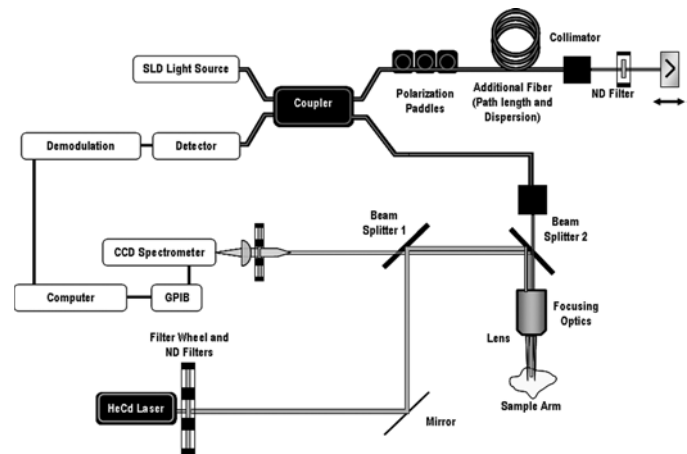 Collimator
SLD Light Source
Coupler
Polarization
Paddles
Additional Fiber
(Path length and
Dispersion)
ND Filter
Demodulation
Detector
Beam
Splitter 1
Beam
Splitter 2
CCD Spectrometer
Computer
GPIB
Focusing
Optics
Lens
Filter Wheel and
ND Filters
Sample Arm
HeCd Laser
Mirror